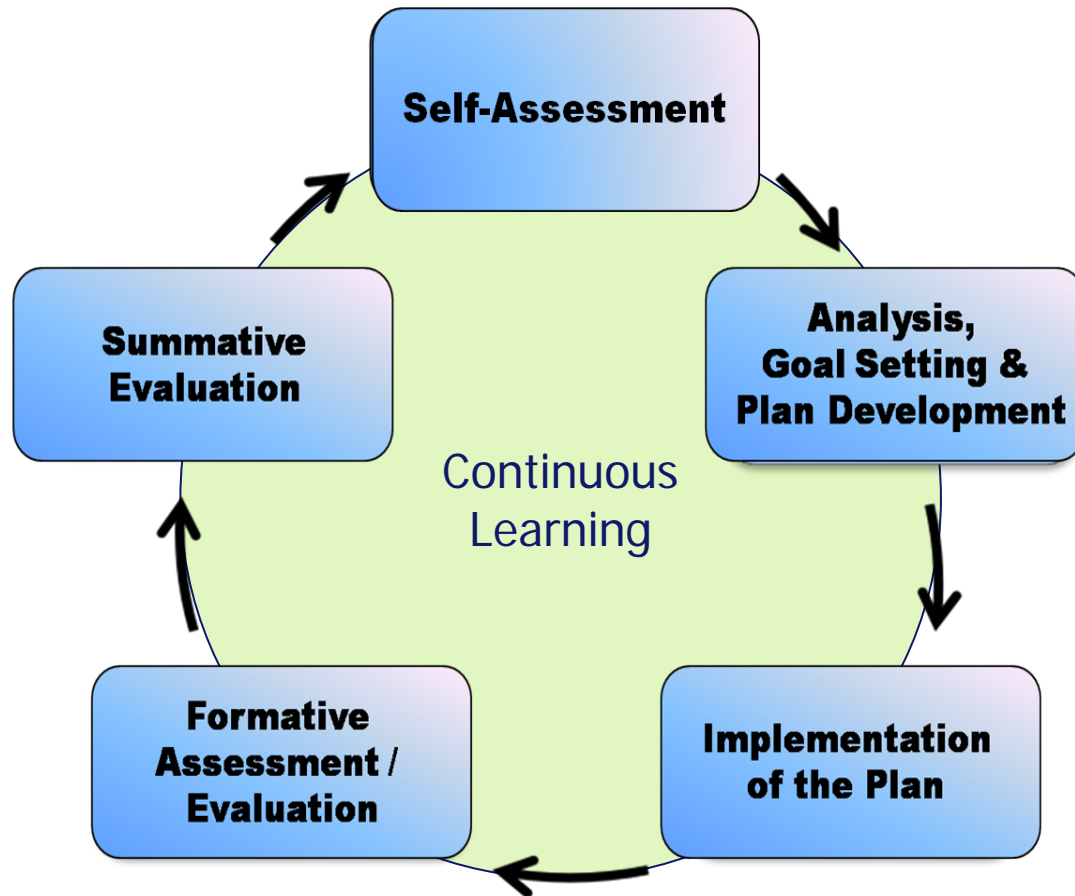 Self-Assessment
Analysis,
Goal Setting &
Plan Development
Implementation
of the Plan
Formative
Assessment /
Evaluation
Summative
Evaluation
Continuous
Learning